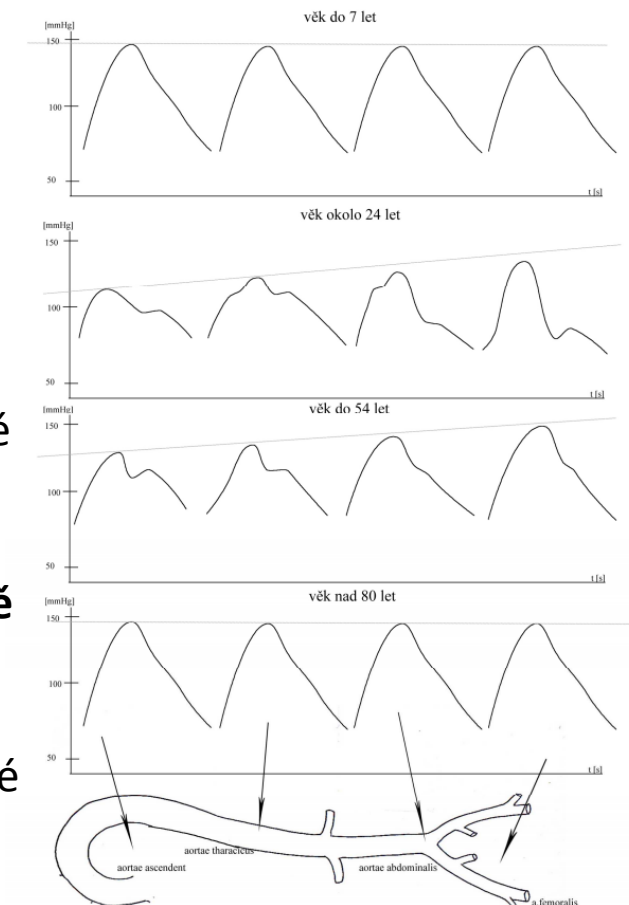 věk do 7 let
[mmHg]
150
100
50
t [s]
věk okolo 24 let
[mmHg]
150
100
50
t [s]
é
věk do 54 let
[mmHg]
150
100
50
t [s]
ě
věk nad 80 let
[mmHg]
150
100
50
t [s]
é
aortae ascendent
aortae tharacicus
aortae abdominalis
a.femoralis